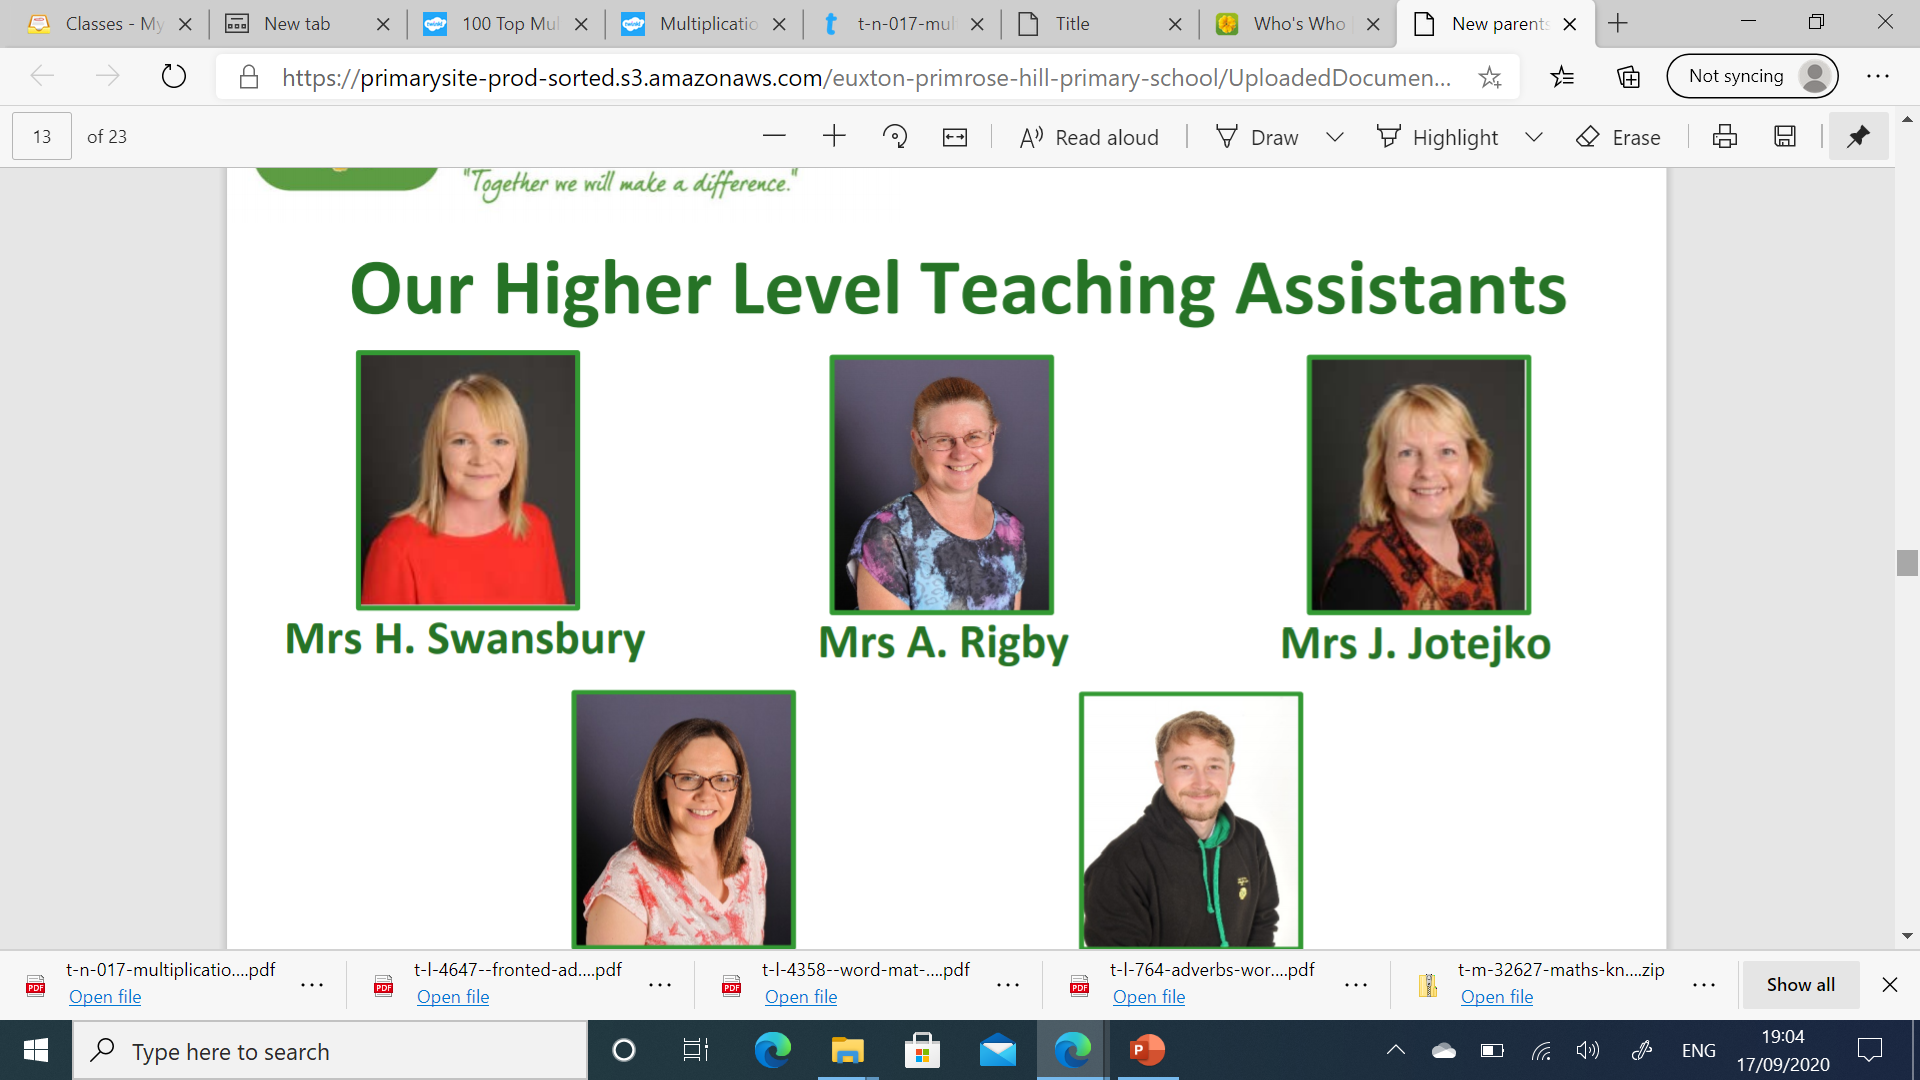 Classes - My
New tab
100 Top Mul
Multiplicatio
t-n-017-mul
Title
Who's Who
New parents
https://primarysite-prod-sorted.s3.amazonaws.com/euxton-primrose-hill-primary-school/UploadedDocumen...
Not syncing
13 of 23
Read aloud
Draw
Highlight
Erase
"Together we will make a difference."
Our Higher Level Teaching Assistants
Mrs H. Swansbury
Mrs A. Rigby
Mrs J. Jotejko
t-n-017-multiplicatio....pdf
Open file
t-l-4647--fronted-ad....pdf
Open file
t-l-4358--word-mat-....pdf
Open file
t-l-764-adverbs-wor....pdf
Open file
t-m-32627-maths-kn....zip
Open file
Show all
Type here to search
ENG
19:04
17/09/2020